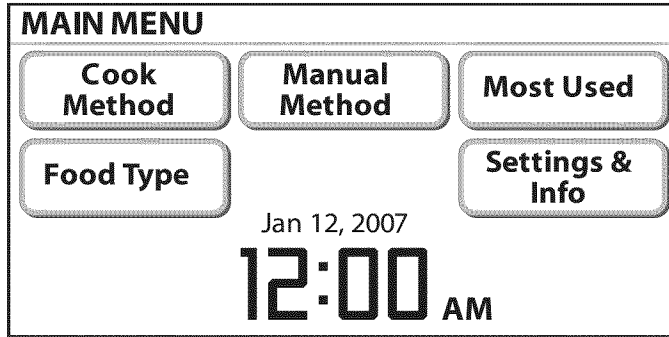 MAIN MENU
Cook
Method
Manual
Method
Most Used
Food Type
Settings &
Info
Jan 12, 2007
12:00 AM